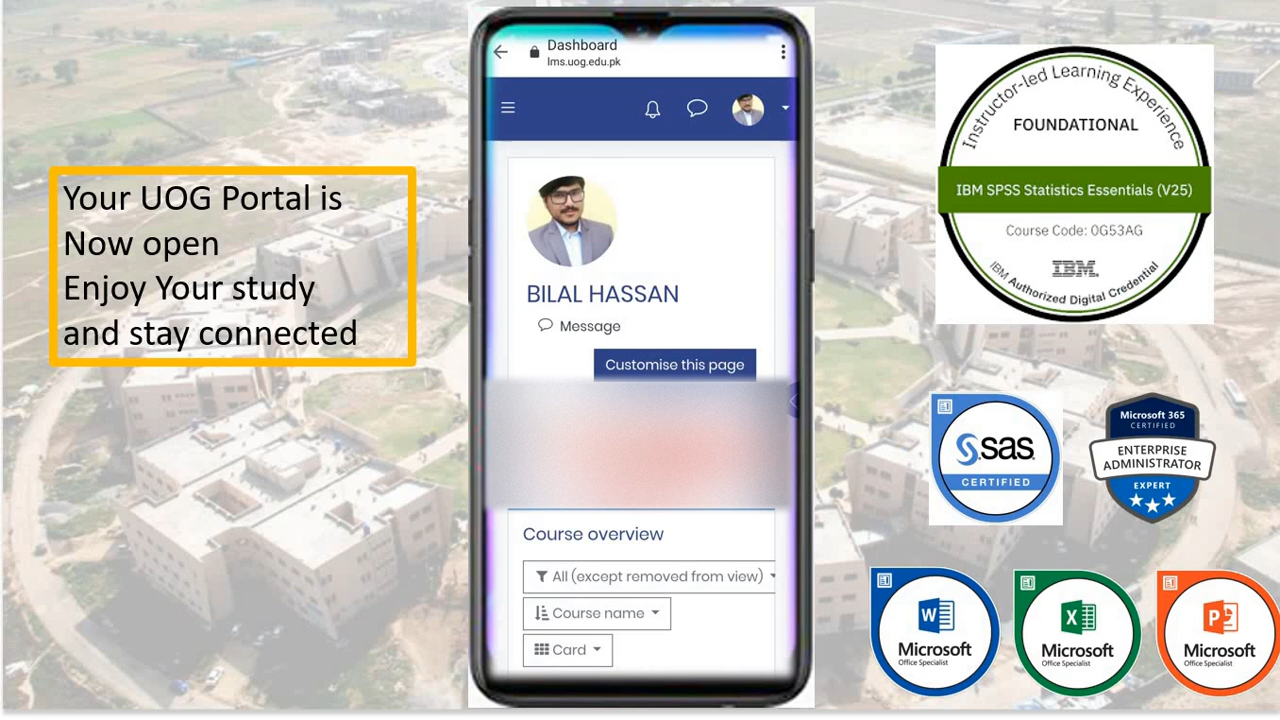 Your UOG Portal is
Now open
Enjoy Your study
and stay connected
Dashboard
lms.uog.edu.pk
BILAL HASSAN
Message
Customise this page
Course overview
All (except removed from view)
Course name
Card
Instructor-led Learning Experience
FOUNDATIONAL
IBM SPSS Statistics Essentials (V25)
Course Code: 0G53AG
IBM.
IBM Authorized Digital Credential
sas
CERTIFIED
Microsoft 365
CERTIFIED
ENTERPRISE
ADMINISTRATOR
EXPERT
W
Microsoft
Office Specialist
X
Microsoft
Office Specialist
P
Microsoft
Office Specialist